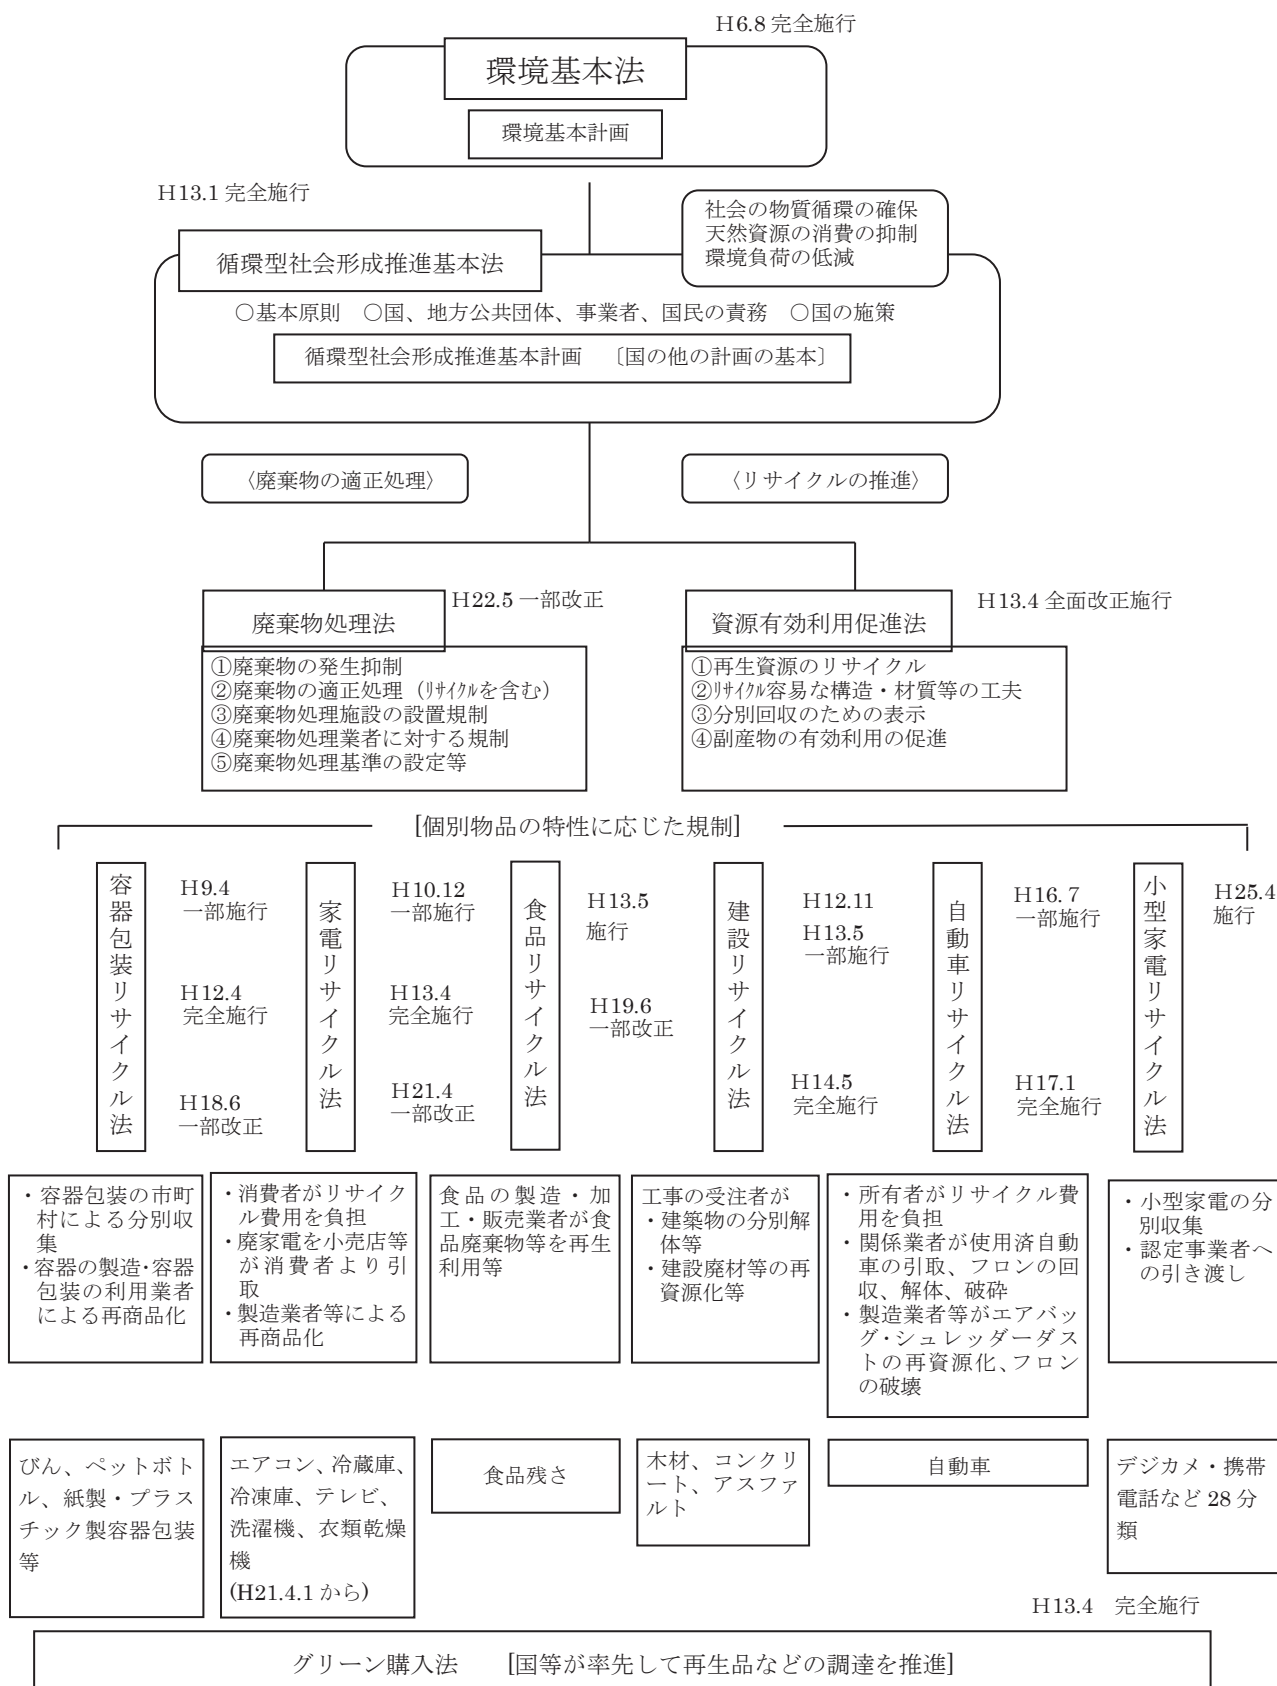 H6.8 完全施行
環境基本法
環境基本計画
H13.1 完全施行
社会の物質循環の確保
天然資源の消費の抑制
環境負荷の低減
循環型社会形成推進基本法
○基本原則　○国、地方公共団体、事業者、国民の責務　○国の施策
循環型社会形成推進基本計画　〔国の他の計画の基本〕
〈廃棄物の適正処理〉
〈リサイクルの推進〉
廃棄物処理法
H22.5 一部改正
①廃棄物の発生抑制
②廃棄物の適正処理（ﾘｻｲｸﾙを含む）
③廃棄物処理施設の設置規制
④廃棄物処理業者に対する規制
⑤廃棄物処理基準の設定等
資源有効利用促進法
H13.4 全面改正施行
①再生資源のリサイクル
②ﾘｻｲｸﾙ容易な構造・材質等の工夫
③分別回収のための表示
④副産物の有効利用の促進
[個別物品の特性に応じた規制]
容器包装リサイクル法
H9.4
一部施行
H12.4
完全施行
H18.6
一部改正
家電リサイクル法
H10.12
一部施行
H13.4
完全施行
H21.4
一部改正
食品リサイクル法
H13.5
施行
H19.6
一部改正
建設リサイクル法
H12.11
H13.5
一部施行
H14.5
完全施行
自動車リサイクル法
H16.7
一部施行
H17.1
完全施行
小型家電リサイクル法
H25.4
施行
・容器包装の市町
村による分別収
集
・容器の製造・容器
包装の利用業者
による再商品化
・消費者がリサイク
ル費用を負担
・廃家電を小売店等
が消費者より引
取
・製造業者等による
再商品化
食品の製造・加
工・販売業者が食
品廃棄物等を再生
利用等
工事の受注者が
・建築物の分別解
体等
・建設廃材等の再
資源化等
・所有者がリサイクル費
用を負担
・関係業者が使用済自動
車の引取、フロンの回
収、解体、破砕
・製造業者等がエアバッ
グ・シュレッダーダス
トの再資源化、フロン
の破壊
・小型家電の分
別収集
・認定事業者へ
の引き渡し
びん、ペットボト
ル、紙製・プラス
チック製容器包装
等
エアコン、冷蔵庫、
冷凍庫、テレビ、
洗濯機、衣類乾燥
機
(H21.4.1 から)
食品残さ
木材、コンクリ
ート、アスファ
ルト
自動車
デジカメ・携帯
電話など 28 分
類
H13.4　完全施行
グリーン購入法　　[国等が率先して再生品などの調達を推進]